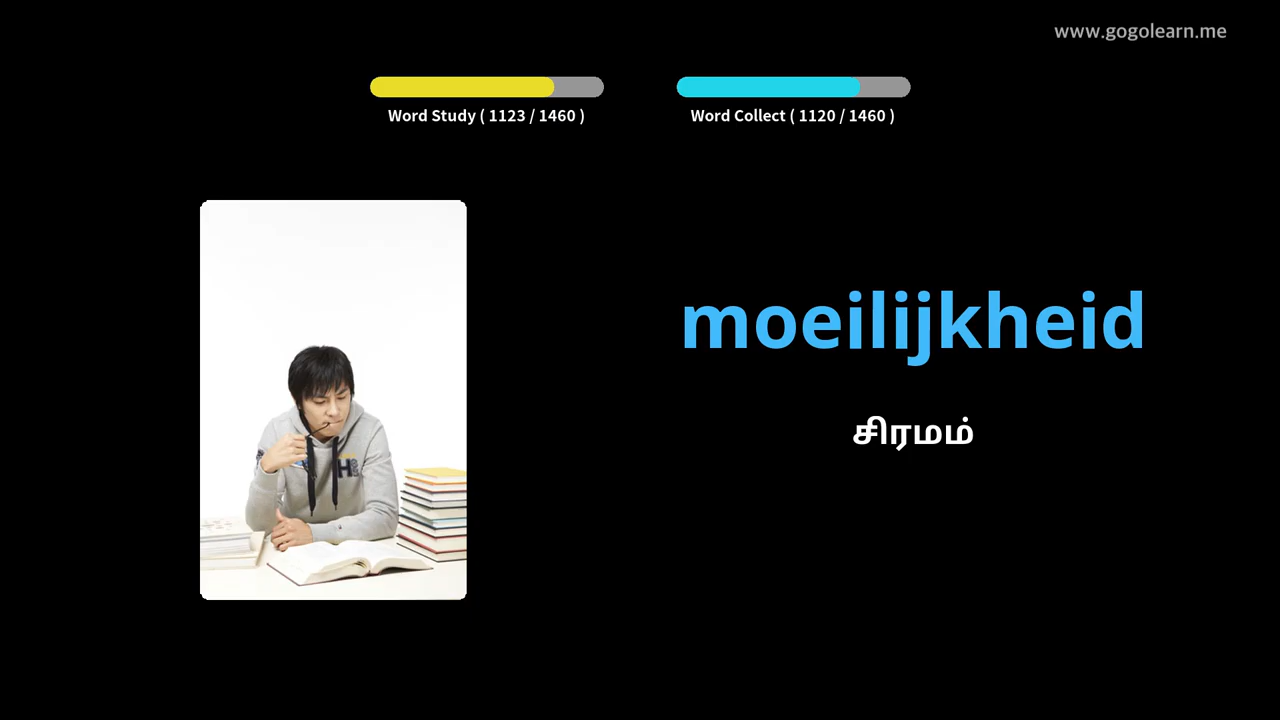 www.gogolearn.me
Word Study ( 1123 / 1460 )
Word Collect ( 1120 / 1460 )
moeilijkheid
சிரமம்